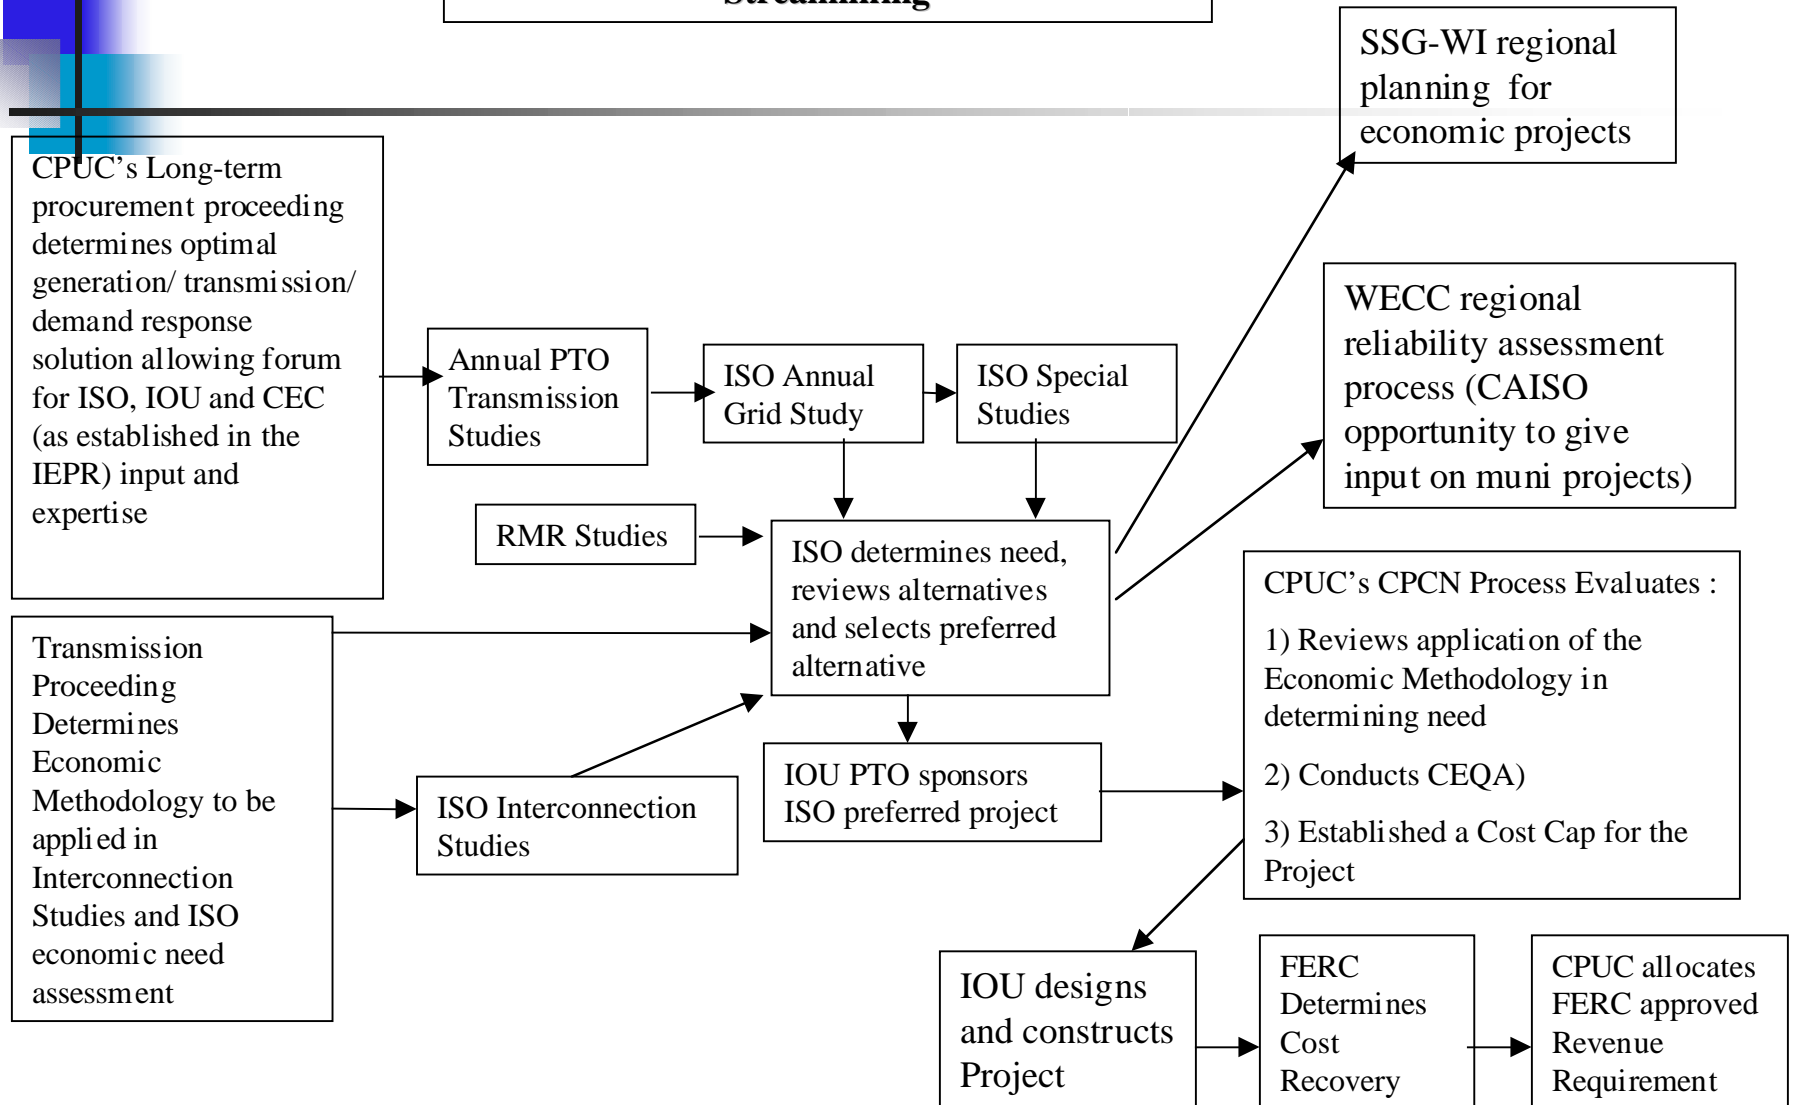 Streamlining
SSG-WI regional
planning for
economic projects
CPUC's Long-term
procurement proceeding
determines optimal
generation/ transmission/
demand response
solution allowing forum
for ISO, IOU and CEC
(as established in the
IEPR) input and
expertise
WECC regional
reliability assessment
process (CAISO
opportunity to give
input on muni projects)
Annual PTO
Transmission
Studies
ISO Annual
Grid Study
ISO Special
Studies
RMR Studies
ISO determines need,
reviews alternatives
and selects preferred
alternative
CPUC's CPCN Process Evaluates :
1) Reviews application of the
Economic Methodology in
determining need
2) Conducts CEQA)
3) Established a Cost Cap for the
Project
Transmission
Proceeding
Determines
Economic
Methodology to be
applied in
Interconnection
Studies and ISO
economic need
assessment
ISO Interconnection
Studies
IOU PTO sponsors
ISO preferred project
IOU designs
and constructs
Project
FERC
Determines
Cost
Recovery
CPUC allocates
FERC approved
Revenue
Requirement